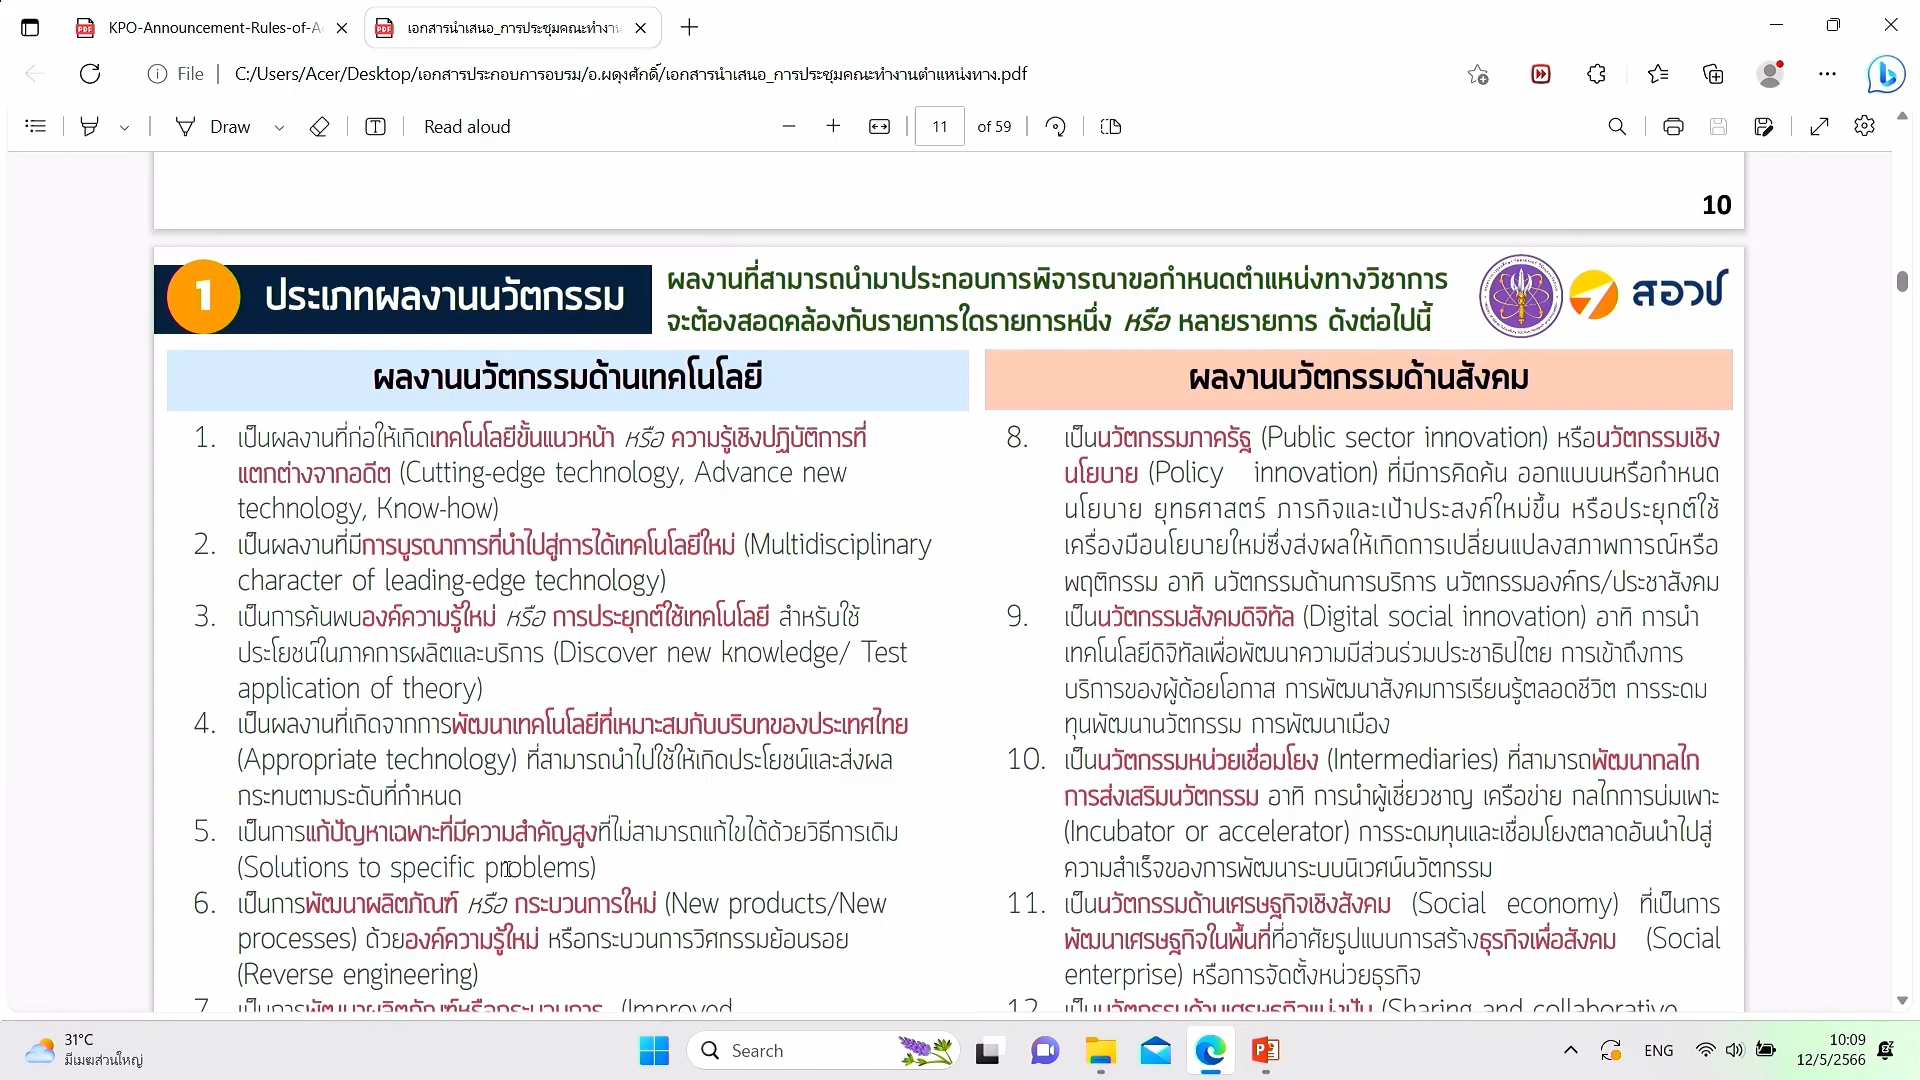 KPO-Announcement-Rules-of-Ac
เอกสารนำเสนอ_การประชุมคณะทำงาน
File
C:/Users/Acer/Desktop/เอกสารประกอบการอบรม/อ.ผดุงศักดิ์/เอกสารนำเสนอ_การประชุมคณะทำงานตำแหน่งทาง.pdf
Draw
Read aloud
11 of 59
10
1 ประเภทผลงานนวัตกรรม
ผลงานที่สามารถนำมาประกอบการพิจารณาขอกำหนดตำแหน่งทางวิชาการ
จะต้องสอดคล้องกับรายการใดรายการหนึ่ง หรือ หลายรายการ ดังต่อไปนี้
สอวช
ผลงานนวัตกรรมด้านเทคโนโลยี
1. เป็นผลงานที่ก่อให้เกิดเทคโนโลยีขั้นแนวหน้า หรือ ความรู้เชิงปฏิบัติการที่
แตกต่างจากอดีต (Cutting-edge technology, Advance new
technology, Know-how)
2. เป็นผลงานที่มีการบูรณาการที่นำไปสู่การได้เทคโนโลยีใหม่ (Multidisciplinary
character of leading-edge technology)
3. เป็นการค้นพบองค์ความรู้ใหม่ หรือ การประยุกต์ใช้เทคโนโลยี สำหรับใช้
ประโยชน์ในภาคการผลิตและบริการ (Discover new knowledge/ Test
application of theory)
4. เป็นผลงานที่เกิดจากการพัฒนาเทคโนโลยีที่เหมาะสมกับบริบทของประเทศไทย
(Appropriate technology) ที่สามารถนำไปใช้ให้เกิดประโยชน์และส่งผล
กระทบตามระดับที่กำหนด
5. เป็นการแก้ปัญหาเฉพาะที่มีความสำคัญสูงที่ไม่สามารถแก้ไขได้ด้วยวิธีการเดิม
(Solutions to specific problems)
6. เป็นการพัฒนาผลิตภัณฑ์ หรือ กระบวนการใหม่ (New products/New
processes) ด้วยองค์ความรู้ใหม่ หรือกระบวนการวิศกรรมย้อนรอย
(Reverse engineering)
7. เป็นการพัฒนาผลิตภัณฑ์หรือกระบวนการ (Improved
ผลงานนวัตกรรมด้านสังคม
8. เป็นนวัตกรรมภาครัฐ (Public sector innovation) หรือนวัตกรรมเชิง
นโยบาย (Policy innovation) ที่มีการคิดค้น ออกแบบนหรือกำหนด
นโยบาย ยุทธศาสตร์ ภารกิจและเป้าประสงค์ใหม่ขึ้น หรือประยุกต์ใช้
เครื่องมือนโยบายใหม่ซึ่งส่งผลให้เกิดการเปลี่ยนแปลงสภาพการณ์หรือ
พฤติกรรม อาทิ นวัตกรรมด้านการบริการ นวัตกรรมองค์กร/ประชาสังคม
9. เป็นนวัตกรรมสังคมดิจิทัล (Digital social innovation) อาทิ การนำ
เทคโนโลยีดิจิทัลเพื่อพัฒนาความมีส่วนร่วมประชาธิปไตย การเข้าถึงการ
บริการของผู้ด้อยโอกาส การพัฒนาสังคมการเรียนรู้ตลอดชีวิต การระดม
ทุนพัฒนานวัตกรรม การพัฒนาเมือง
10. เป็นนวัตกรรมหน่วยเชื่อมโยง (Intermediaries) ที่สามารถพัฒนากลไก
การส่งเสริมนวัตกรรม อาทิ การนำผู้เชี่ยวชาญ เครือข่าย กลไกการบ่มเพาะ
(Incubator or accelerator) การระดมทุนและเชื่อมโยงตลาดอันนำไปสู่
ความสำเร็จของการพัฒนาระบบนิเวศน์นวัตกรรม
11. เป็นนวัตกรรมด้านเศรษฐกิจเชิงสังคม (Social economy) ที่เป็นการ
พัฒนาเศรษฐกิจในพื้นที่ที่อาศัยรูปแบบการสร้างธุรกิจเพื่อสังคม (Social
enterprise) หรือการจัดตั้งหน่วยธุรกิจ
12. เป็นนวัตกรรมด้านเศรษฐกิจแบ่งปัน (Sharing and collaborative
31°C
มีเมฆส่วนใหญ่
Search
ENG
10:09
12/5/2566